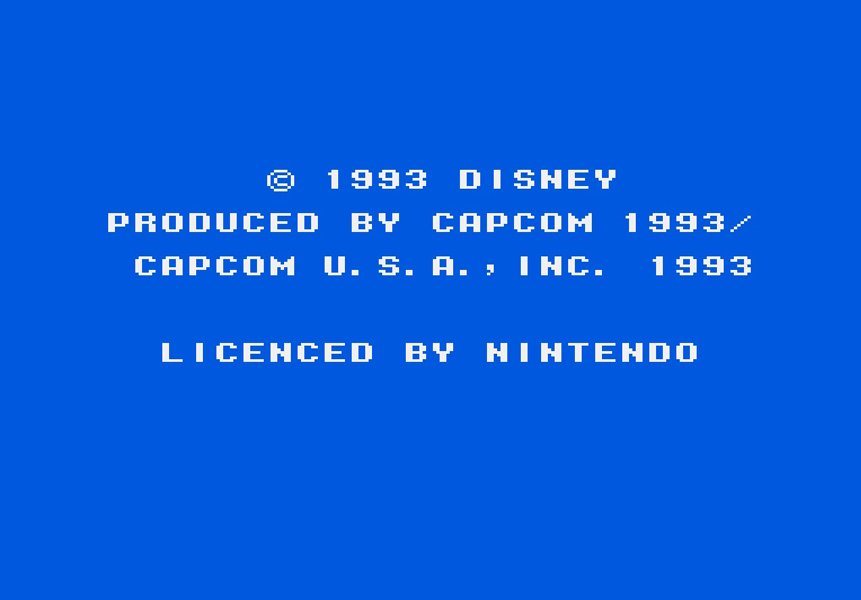 © 1993 DISNEY
PRODUCED BY CAPCOM 1993/
CAPCOM U.S.A., INC. 1993
LICENCED BY NINTENDO